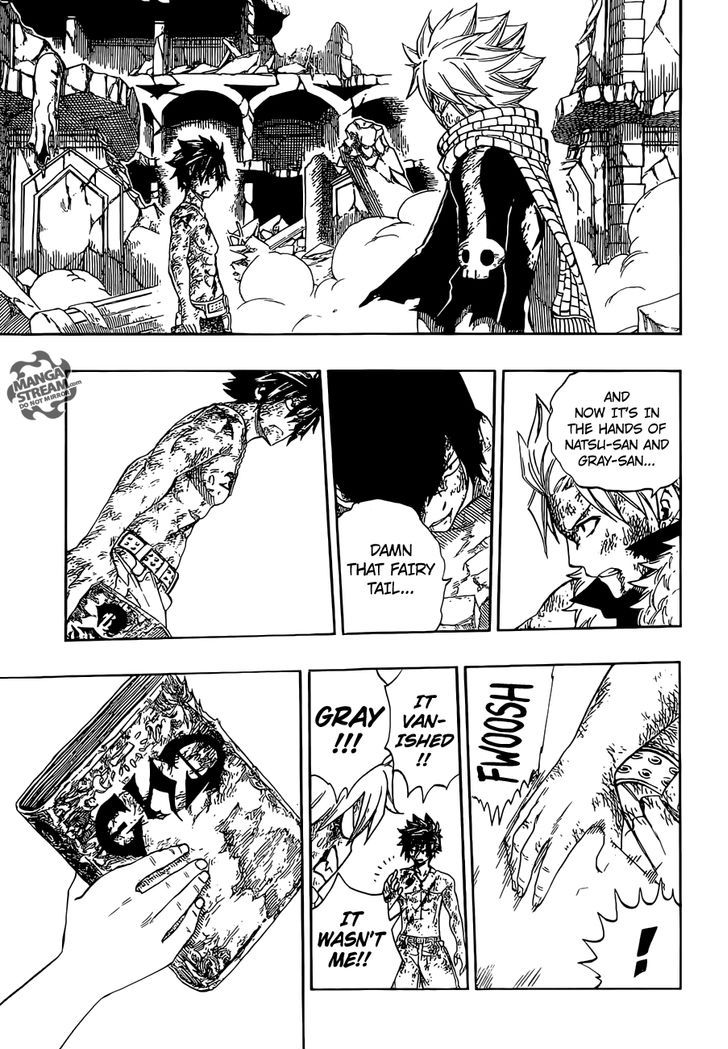 MANGA
STREAM.com
DO NOT MIRROR
AND
NOW IT'S IN
THE HANDS OF
NATSU-SAN AND
GRAY-SAN...
DAMN
THAT FAIRY
TAIL...
FWOOSH
!
IT
VAN-
ISHED!!
GRAY
!!!
IT
WASN'T
ME!!